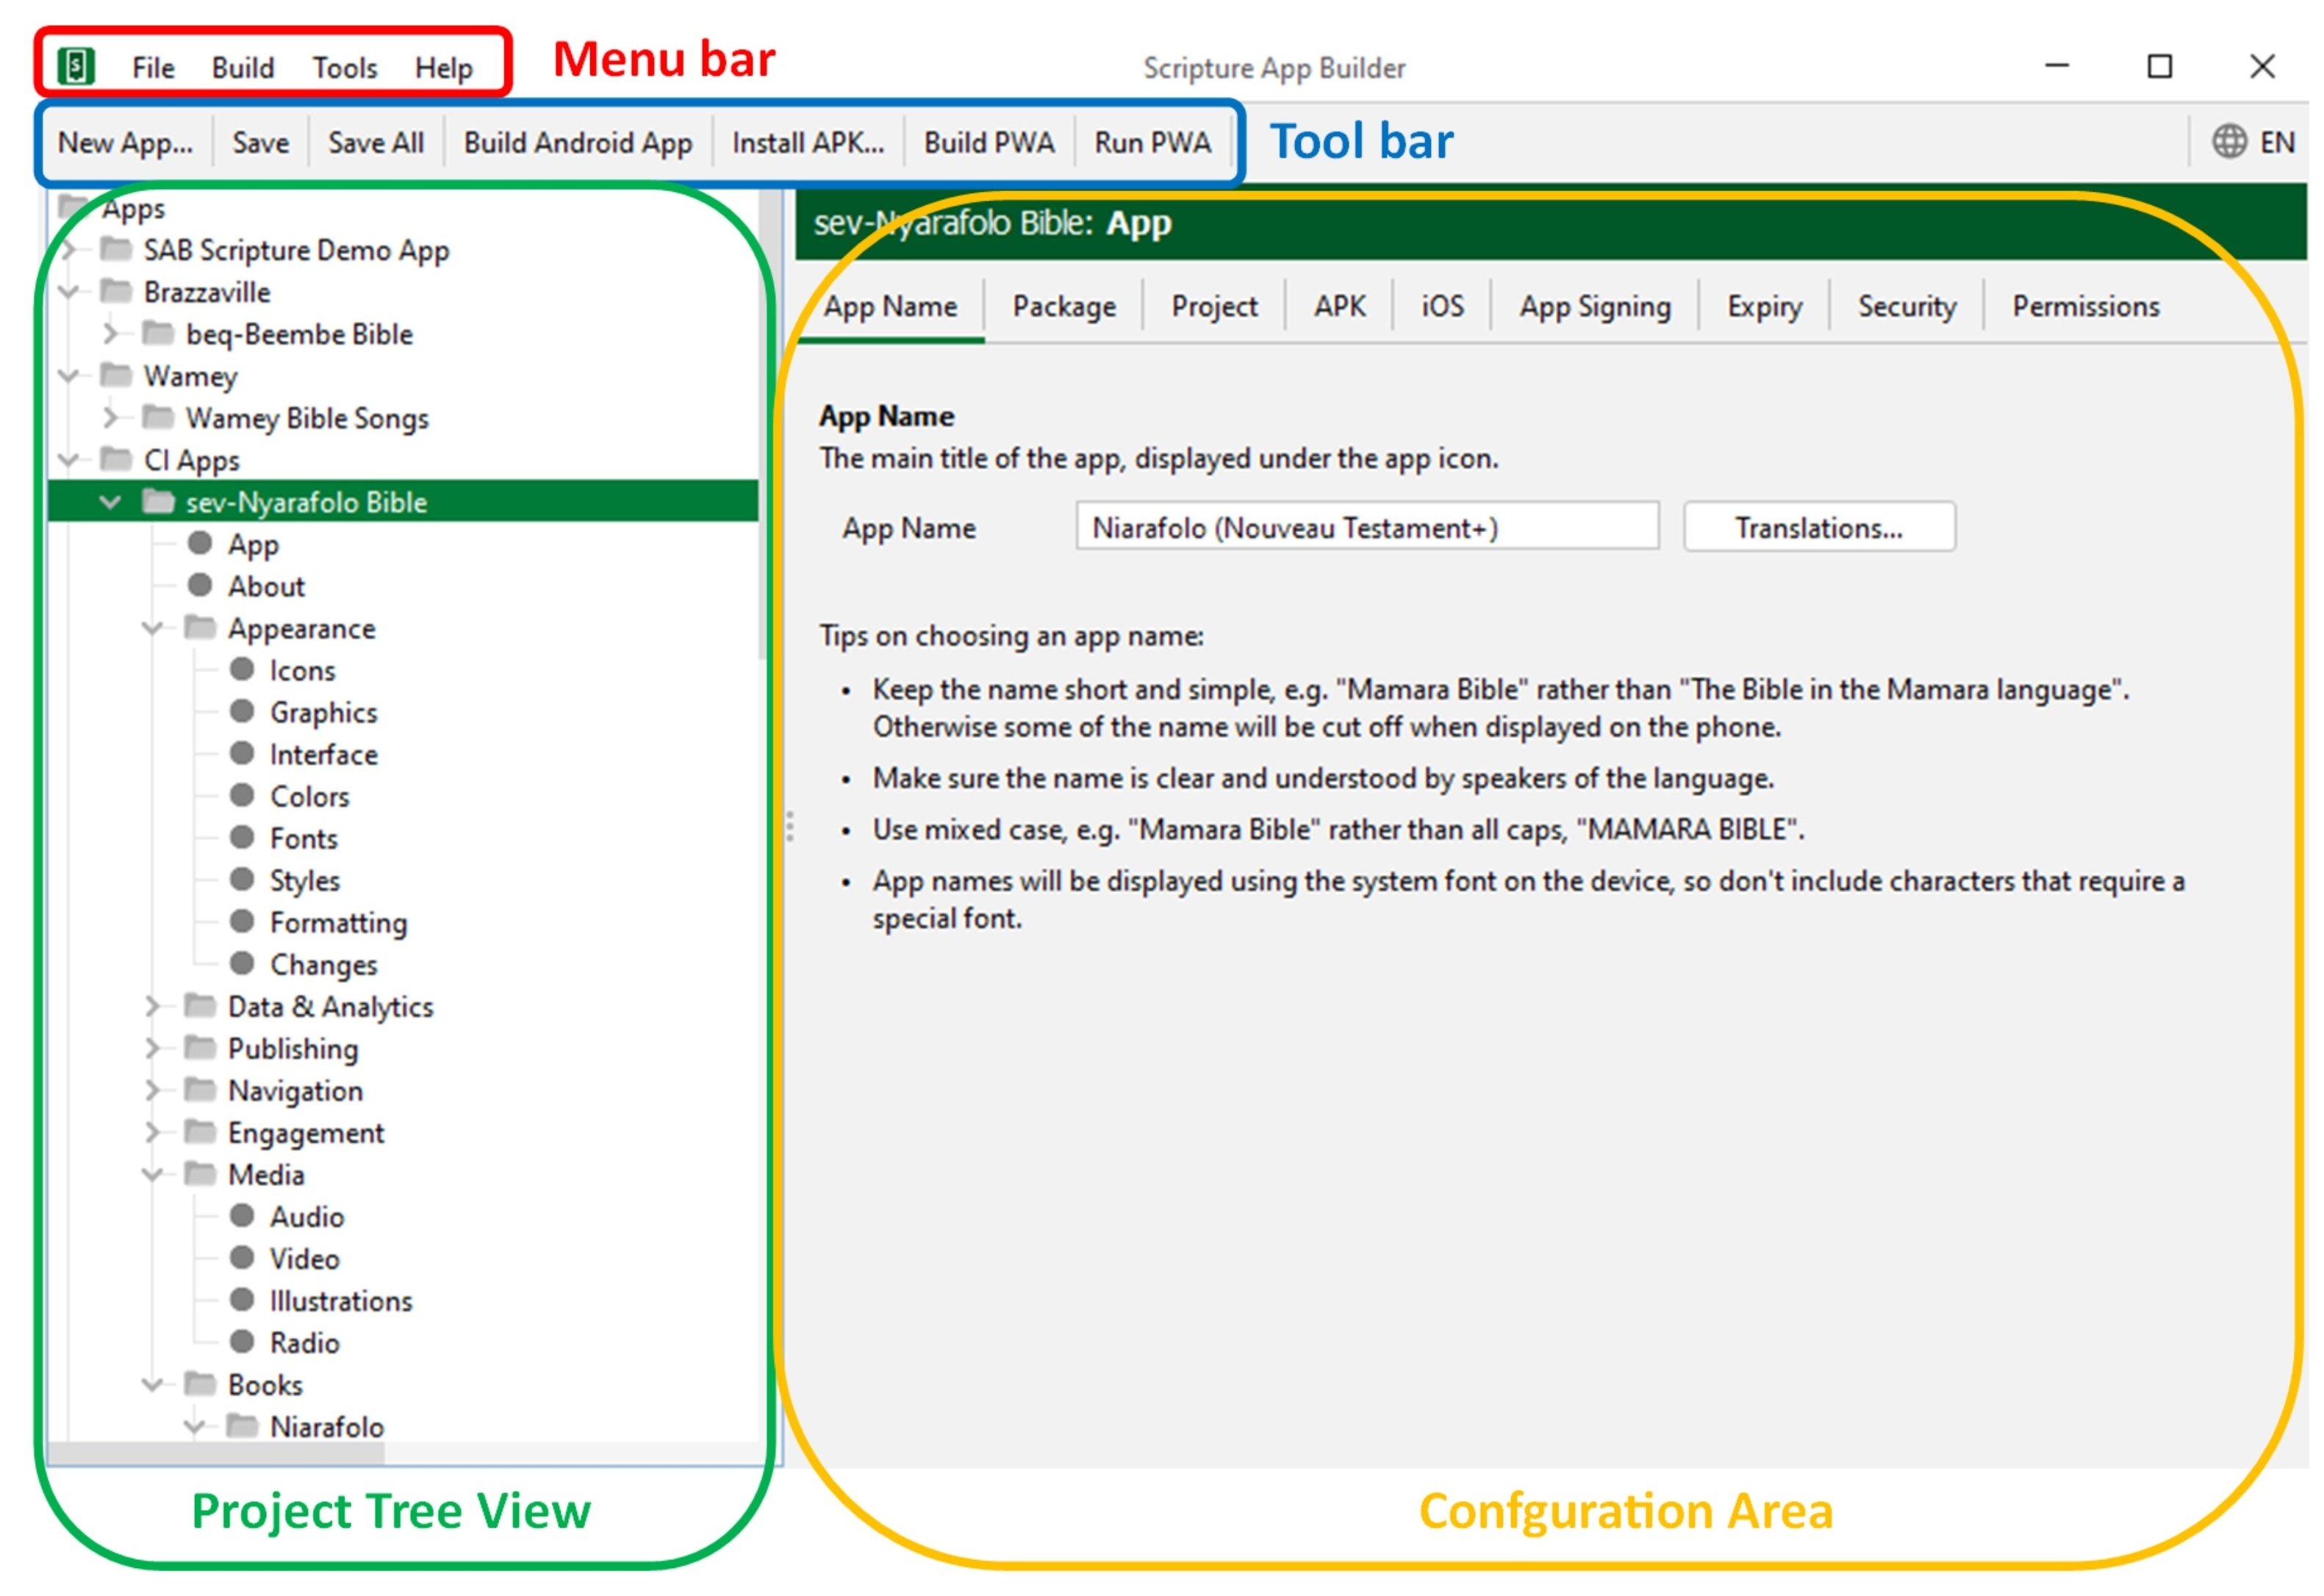 File Build Tools Help Menu bar Scripture App Builder
New App... Save Save All Build Android App Install APK... Build PWA Run PWA Tool bar EN
Apps
SAB Scripture Demo App
Brazzaville
beq-Beembe Bible
Wamey
Wamey Bible Songs
CI Apps
sev-Nyarafolo Bible
App
About
Appearance
Icons
Graphics
Interface
Colors
Fonts
Styles
Formatting
Changes
Data & Analytics
Publishing
Navigation
Engagement
Media
Audio
Video
Illustrations
Radio
Books
Niarafolo
Project Tree View
sev-Nyarafolo Bible: App
App Name Package Project APK iOS App Signing Expiry Security Permissions
App Name
The main title of the app, displayed under the app icon.
App Name Niarafolo (Nouveau Testament+) Translations...
Tips on choosing an app name:
• Keep the name short and simple, e.g. "Mamara Bible" rather than "The Bible in the Mamara language".
Otherwise some of the name will be cut off when displayed on the phone.
• Make sure the name is clear and understood by speakers of the language.
• Use mixed case, e.g. "Mamara Bible" rather than all caps, "MAMARA BIBLE".
• App names will be displayed using the system font on the device, so don't include characters that require a
special font.
Confguration Area